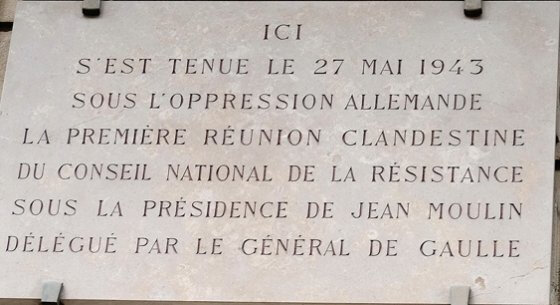 ICI
S'EST TENUE LE 27 MAI 1943
SOUS L'OPPRESSION ALLEMANDE
LA PREMIÈRE RÉUNION CLANDESTINE
DU CONSEIL NATIONAL DE LA RÉSISTANCE
SOUS LA PRÉSIDENCE DE JEAN MOULIN
DÉLÉGUÉ PAR LE GÉNÉRAL DE GAULLE